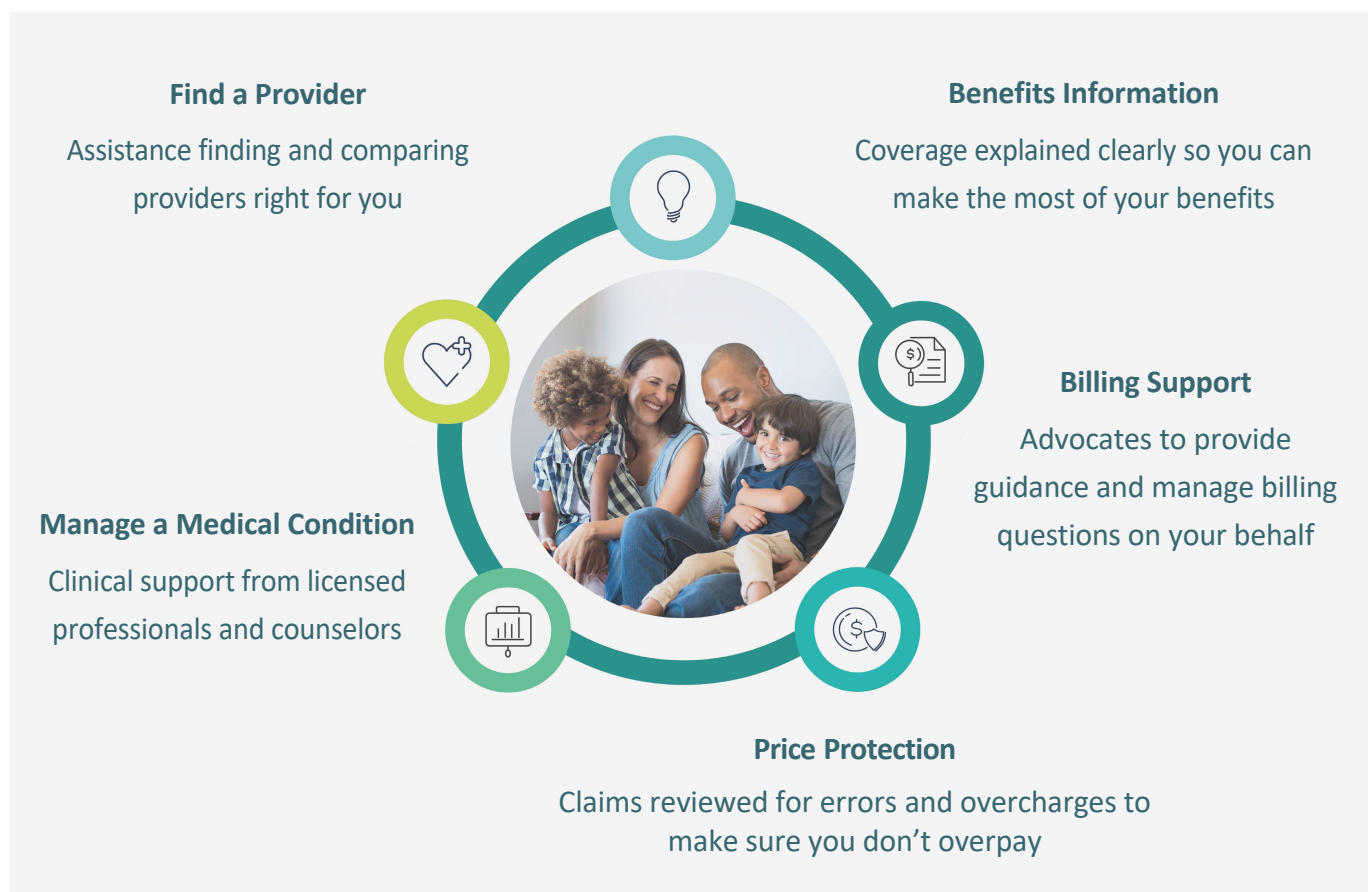 Find a Provider
Assistance finding and comparing
providers right for you
Benefits Information
Coverage explained clearly so you can
make the most of your benefits
Billing Support
Advocates to provide
guidance and manage billing
questions on your behalf
Manage a Medical Condition
Clinical support from licensed
professionals and counselors
Price Protection
Claims reviewed for errors and overcharges to
make sure you don’t overpay